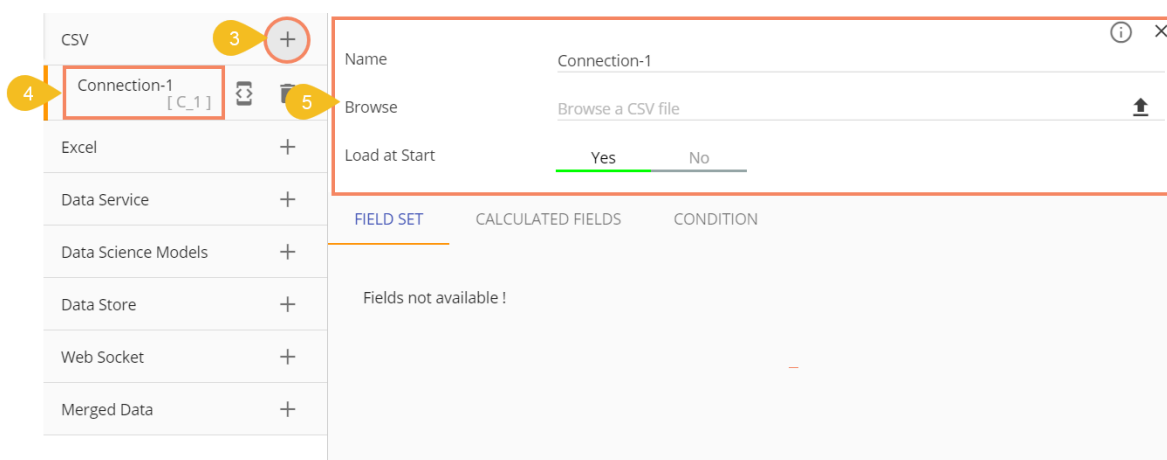 CSV
3
+
Connection-1
[ C_1 ]
4
Excel
+
Data Service
+
Data Science Models
+
Data Store
+
Web Socket
+
Merged Data
+
5
Name
Connection-1
Browse
Browse a CSV file
Load at Start
Yes No
FIELD SET CALCULATED FIELDS CONDITION
Fields not available !